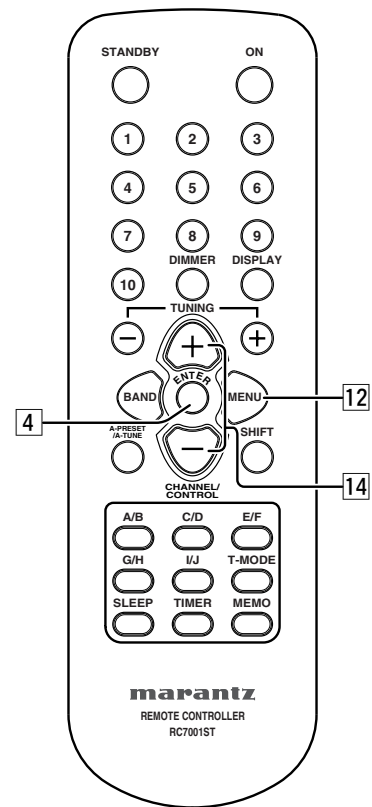 STANDBY ON
1 2 3
4 5 6
7 8 9
DIMMER DISPLAY
10
TUNING
− +
+
ENTER
BAND MENU 12
4
A-PRESET
/A-TUNE
SHIFT
−
14
CHANNEL/
CONTROL
A/B C/D E/F
G/H I/J T-MODE
SLEEP TIMER MEMO
marantz
REMOTE CONTROLLER
RC7001ST